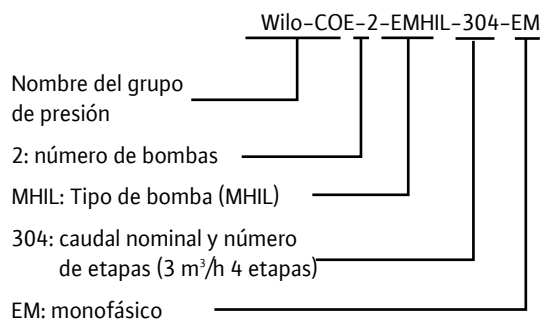 Wilo-COE-2-EMHIL-304-EM
Nombre del grupo
de presión
2: número de bombas
MHIL: Tipo de bomba (MHIL)
304: caudal nominal y número
de etapas (3 m³/h 4 etapas)
EM: monofásico